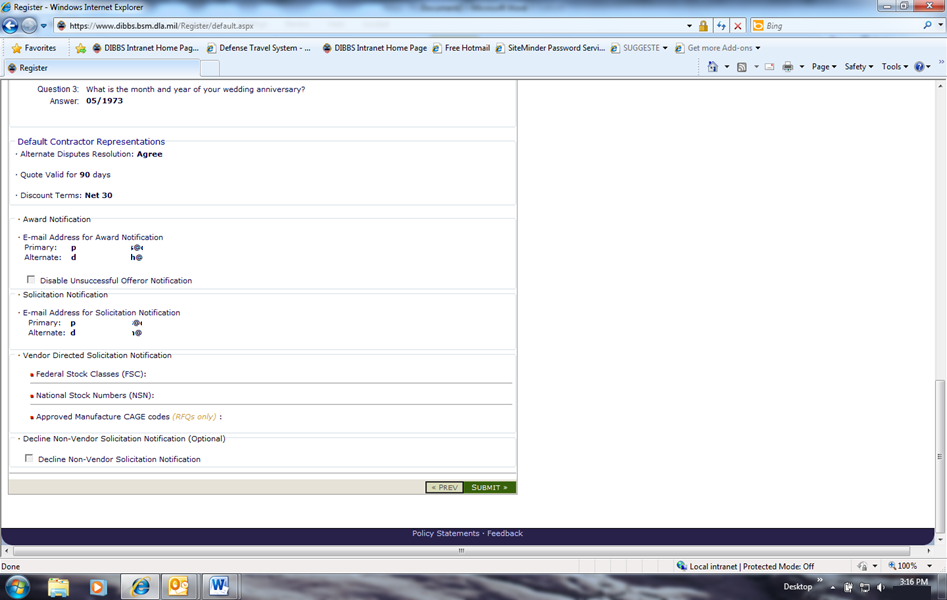 Register - Windows Internet Explorer
https://www.dibbs.bsm.dla.mil/Register/default.aspx
Bing
Favorites
DIBBS Intranet Home Pag...
Defense Travel System - ...
DIBBS Intranet Home Page
Free Hotmail
SiteMinder Password Servi...
SUGGESTE
Get more Add-ons
Register
Page
Safety
Tools
Question 3: What is the month and year of your wedding anniversary?
Answer: 05/1973
Default Contractor Representations
· Alternate Disputes Resolution: Agree
· Quote Valid for 90 days
· Discount Terms: Net 30
· Award Notification
· E-mail Address for Award Notification
Primary: p @
Alternate: d h@
Disable Unsuccessful Offeror Notification
· Solicitation Notification
· E-mail Address for Solicitation Notification
Primary: p @
Alternate: d @
· Vendor Directed Solicitation Notification
Federal Stock Classes (FSC):
National Stock Numbers (NSN):
Approved Manufacture CAGE codes (RFQs only) :
· Decline Non-Vendor Solicitation Notification (Optional)
Decline Non-Vendor Solicitation Notification
« PREV SUBMIT »
Policy Statements · Feedback
Done
Local intranet | Protected Mode: Off
100%
Desktop
3:16 PM